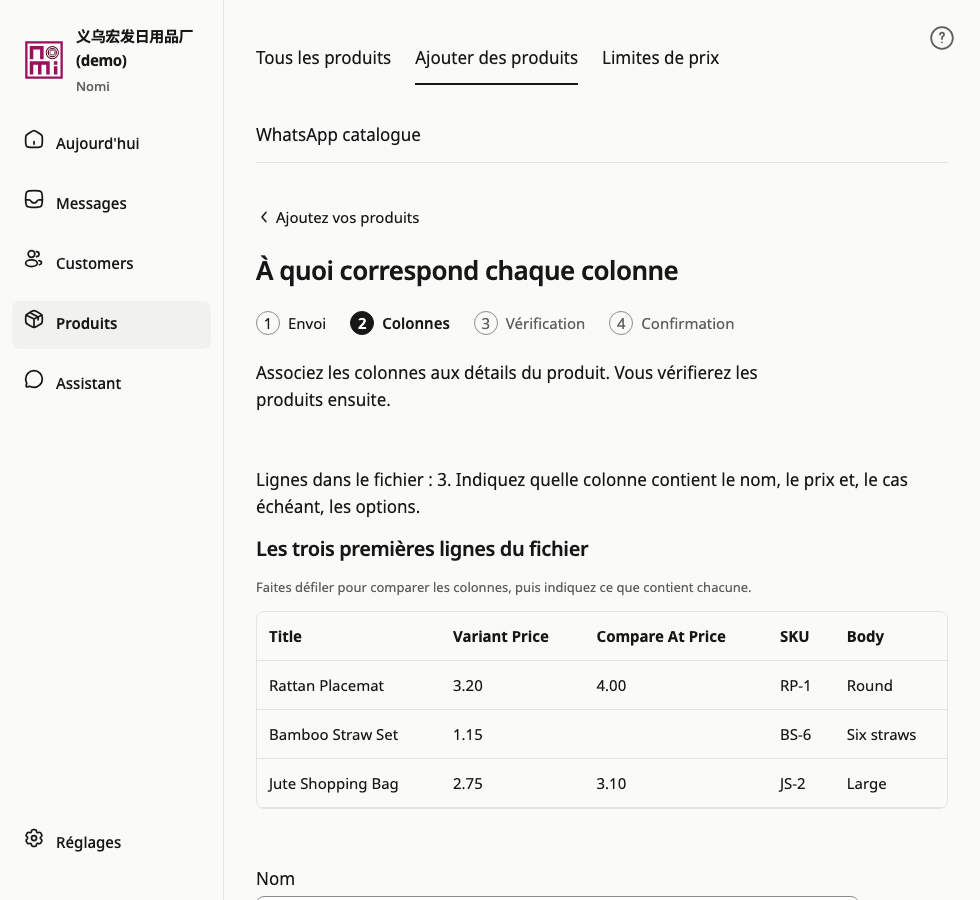 义乌宏发日用品厂
(demo)
Nomi
Aujourd'hui
Messages
Customers
Produits
Assistant
Réglages
Tous les produits
Ajouter des produits
Limites de prix
WhatsApp catalogue
Ajoutez vos produits
À quoi correspond chaque colonne
1 Envoi
2 Colonnes
3 Vérification
4 Confirmation
Associez les colonnes aux détails du produit. Vous vérifierez les
produits ensuite.
Lignes dans le fichier : 3. Indiquez quelle colonne contient le nom, le prix et, le cas
échéant, les options.
Les trois premières lignes du fichier
Faites défiler pour comparer les colonnes, puis indiquez ce que contient chacune.
Title Variant Price Compare At Price SKU Body
Rattan Placemat 3.20 4.00 RP-1 Round
Bamboo Straw Set 1.15 BS-6 Six straws
Jute Shopping Bag 2.75 3.10 JS-2 Large
Nom